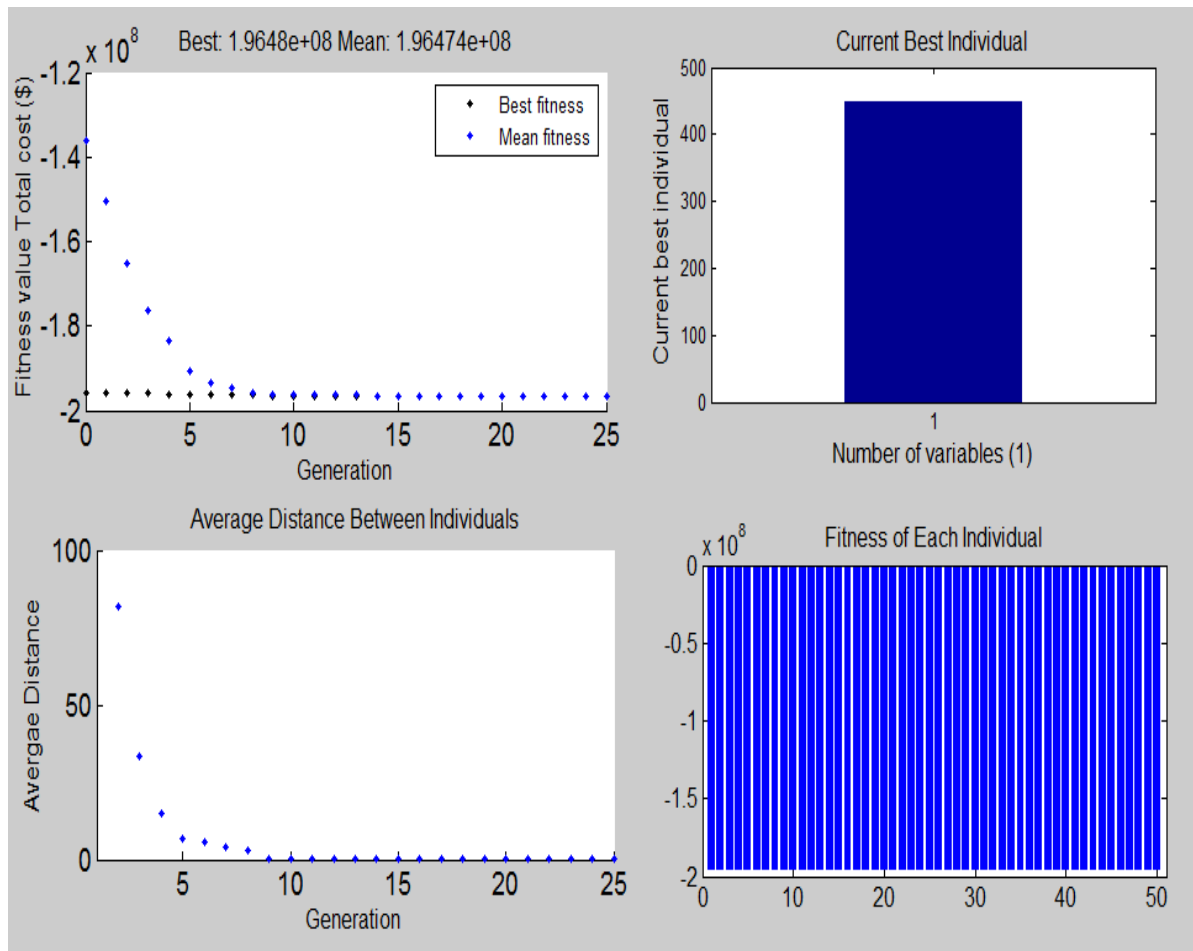 Best: 1.9648e+08 Mean: 1.96474e+08
x 10^8
Fitness value Total cost ($)
-1.2
-1.4
-1.6
-1.8
-2
Best fitness
Mean fitness
0 5 10 15 20 25
Generation
Current Best Individual
Current best individual
500
400
300
200
100
0
1
Number of variables (1)
Average Distance Between Individuals
Avergae Distance
100
50
0
5 10 15 20 25
Generation
Fitness of Each Individual
x 10^8
0
-0.5
-1
-1.5
-2
0 10 20 30 40 50